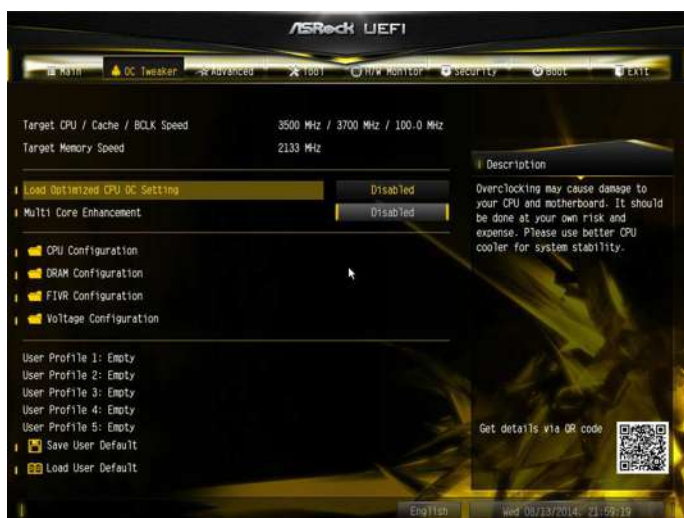 ASRock UEFI
Main OC Tweaker Advanced Tool H/W Monitor Security Boot Exit
Target CPU / Cache / BCLK Speed 3500 MHz / 3700 MHz / 100.0 MHz
Target Memory Speed 2133 MHz
Load Optimized CPU OC Setting Disabled
Multi Core Enhancement Disabled
CPU Configuration
DRAM Configuration
FIVR Configuration
Voltage Configuration
User Profile 1: Empty
User Profile 2: Empty
User Profile 3: Empty
User Profile 4: Empty
User Profile 5: Empty
Save User Default
Load User Default
Description
Overclocking may cause damage to
your CPU and motherboard. It should
be done at your own risk and
expense. Please use better CPU
cooler for system stability.
Get details via QR code
English Wed 08/13/2014, 21:59:19